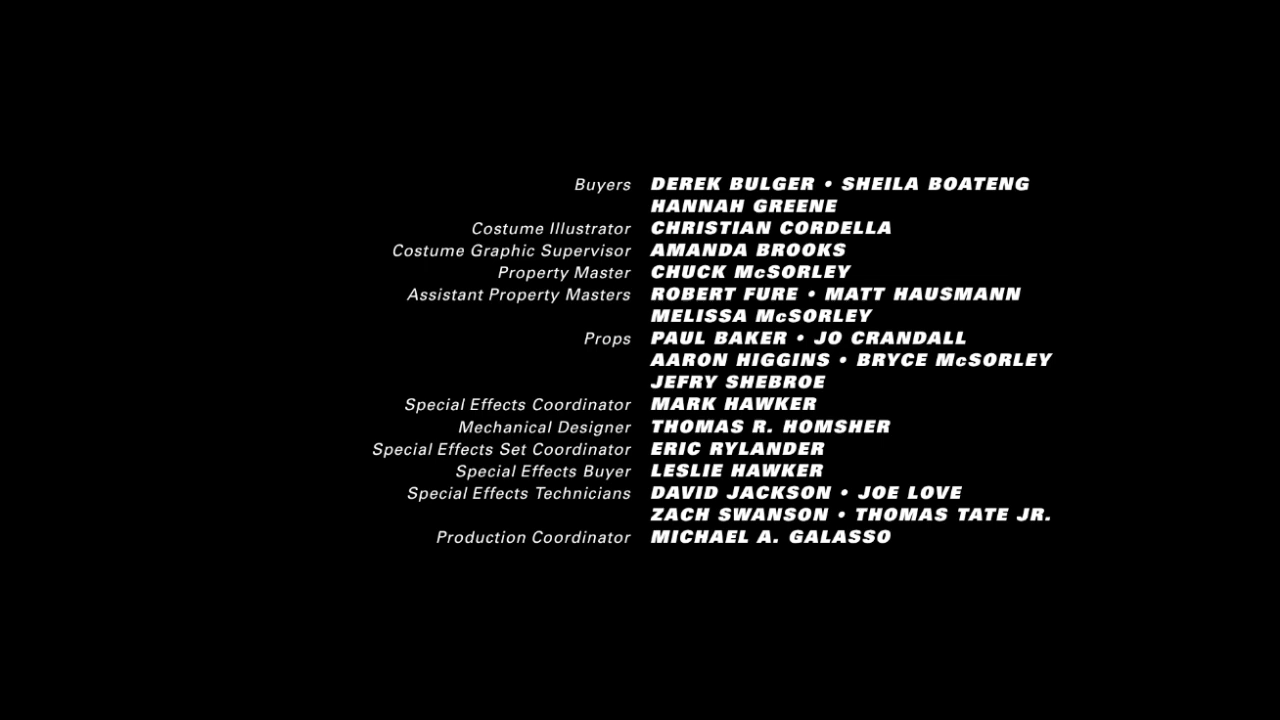 Buyers DEREK BULGER • SHEILA BOATENG
HANNAH GREENE
Costume Illustrator CHRISTIAN CORDELLA
Costume Graphic Supervisor AMANDA BROOKS
Property Master CHUCK McSORLEY
Assistant Property Masters ROBERT FURE • MATT HAUSMANN
MELISSA McSORLEY
Props PAUL BAKER • JO CRANDALL
AARON HIGGINS • BRYCE McSORLEY
JEFRY SHEBROE
Special Effects Coordinator MARK HAWKER
Mechanical Designer THOMAS R. HOMSHER
Special Effects Set Coordinator ERIC RYLANDER
Special Effects Buyer LESLIE HAWKER
Special Effects Technicians DAVID JACKSON • JOE LOVE
ZACH SWANSON • THOMAS TATE JR.
Production Coordinator MICHAEL A. GALASSO